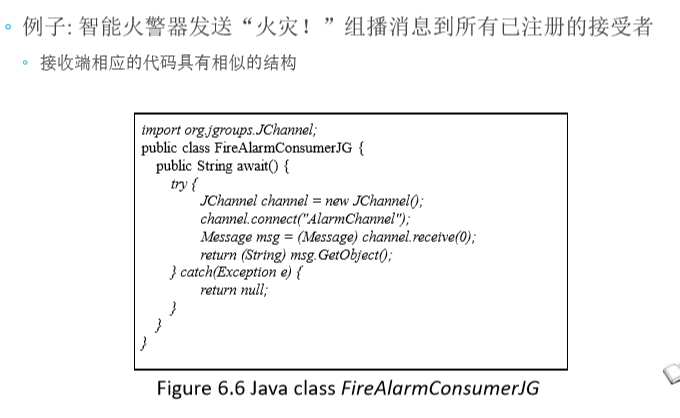 例子: 智能火警器发送“火灾！”组播消息到所有已注册的接受者
接收端相应的代码具有相似的结构
import org.jgroups.JChannel;
public class FireAlarmConsumerJG {
public String await() {
try {
JChannel channel = new JChannel();
channel.connect("AlarmChannel");
Message msg = (Message) channel.receive(0);
return (String) msg.GetObject();
} catch(Exception e) {
return null;
}
}
}
Figure 6.6 Java class FireAlarmConsumerJG